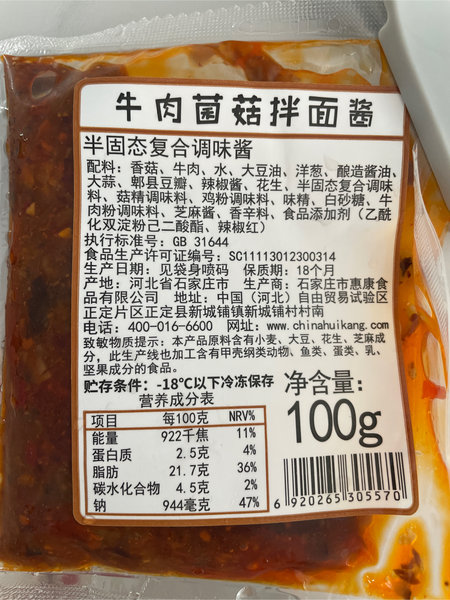 牛肉菌菇拌面酱
半固态复合调味酱
配料：香菇、牛肉、水、大豆油、洋葱、酿造酱油、
大蒜、郫县豆瓣、辣椒酱、花生、半固态复合调味
料、菇精调味料、鸡粉调味料、味精、白砂糖、牛
肉粉调味料、芝麻酱、香辛料、食品添加剂（乙酰
化双淀粉己二酸酯、辣椒红）
执行标准号：GB 31644
食品生产许可证编号：SC11113012300314
生产日期：见袋身喷码 保质期：18个月
产地：河北省石家庄市 生产商：石家庄市惠康食
品有限公司 地址：中国（河北）自由贸易试验区
正定片区正定县新城铺镇新城铺村村南
电话：400-016-6600 网址：www.chinahuikang.com
致敏物质提示：本产品原料含有小麦、大豆、花生、芝麻成
分，此生产线也加工含有甲壳纲类动物、鱼类、蛋类、乳、
坚果成分的食品。
贮存条件：-18℃以下冷冻保存
净含量：
100g
营养成分表
项目 每100克 NRV%
能量 922千焦 11%
蛋白质 2.5克 4%
脂肪 21.7克 36%
碳水化合物 4.5克 2%
钠 944毫克 47%
6 920265 305570